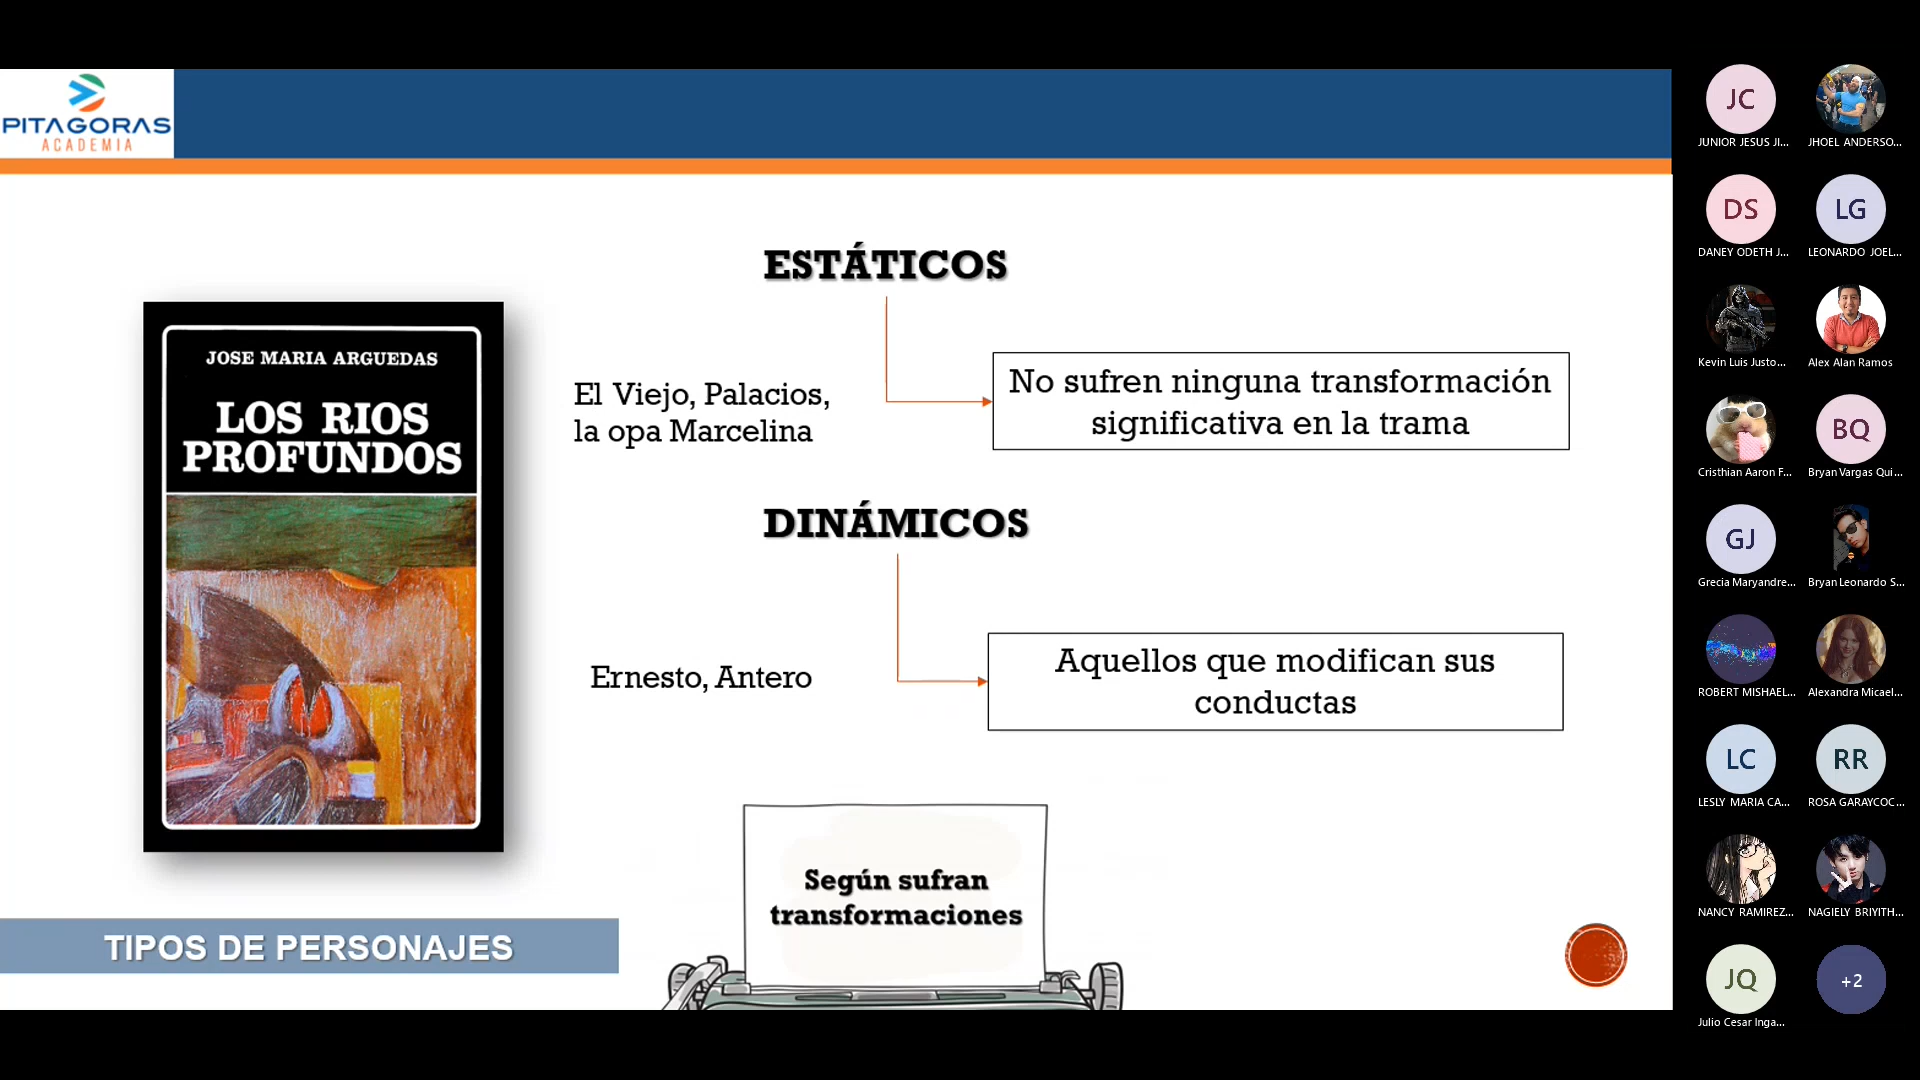 PITAGORAS
ACADEMIA
JOSE MARIA ARGUEDAS
LOS RIOS
PROFUNDOS
ESTÁTICOS
El Viejo, Palacios,
la opa Marcelina
No sufren ninguna transformación
significativa en la trama
DINÁMICOS
Ernesto, Antero
Aquellos que modifican sus
conductas
Según sufran
transformaciones
TIPOS DE PERSONAJES
JC
JUNIOR JESUS JI...
JHOEL ANDERSO...
DS
DANEY ODETH J...
LG
LEONARDO JOEL...
Kevin Luis Justo...
Alex Alan Ramos
Cristhian Aaron F...
BQ
Bryan Vargas Qui...
GJ
Grecia Maryandre...
Bryan Leonardo S...
ROBERT MISHAEL...
Alexandra Micael...
LC
LESLY MARIA CA...
RR
ROSA GARAYCOC...
NANCY RAMIREZ...
NAGIELY BRIYITH...
JQ
Julio Cesar Inga...
+2